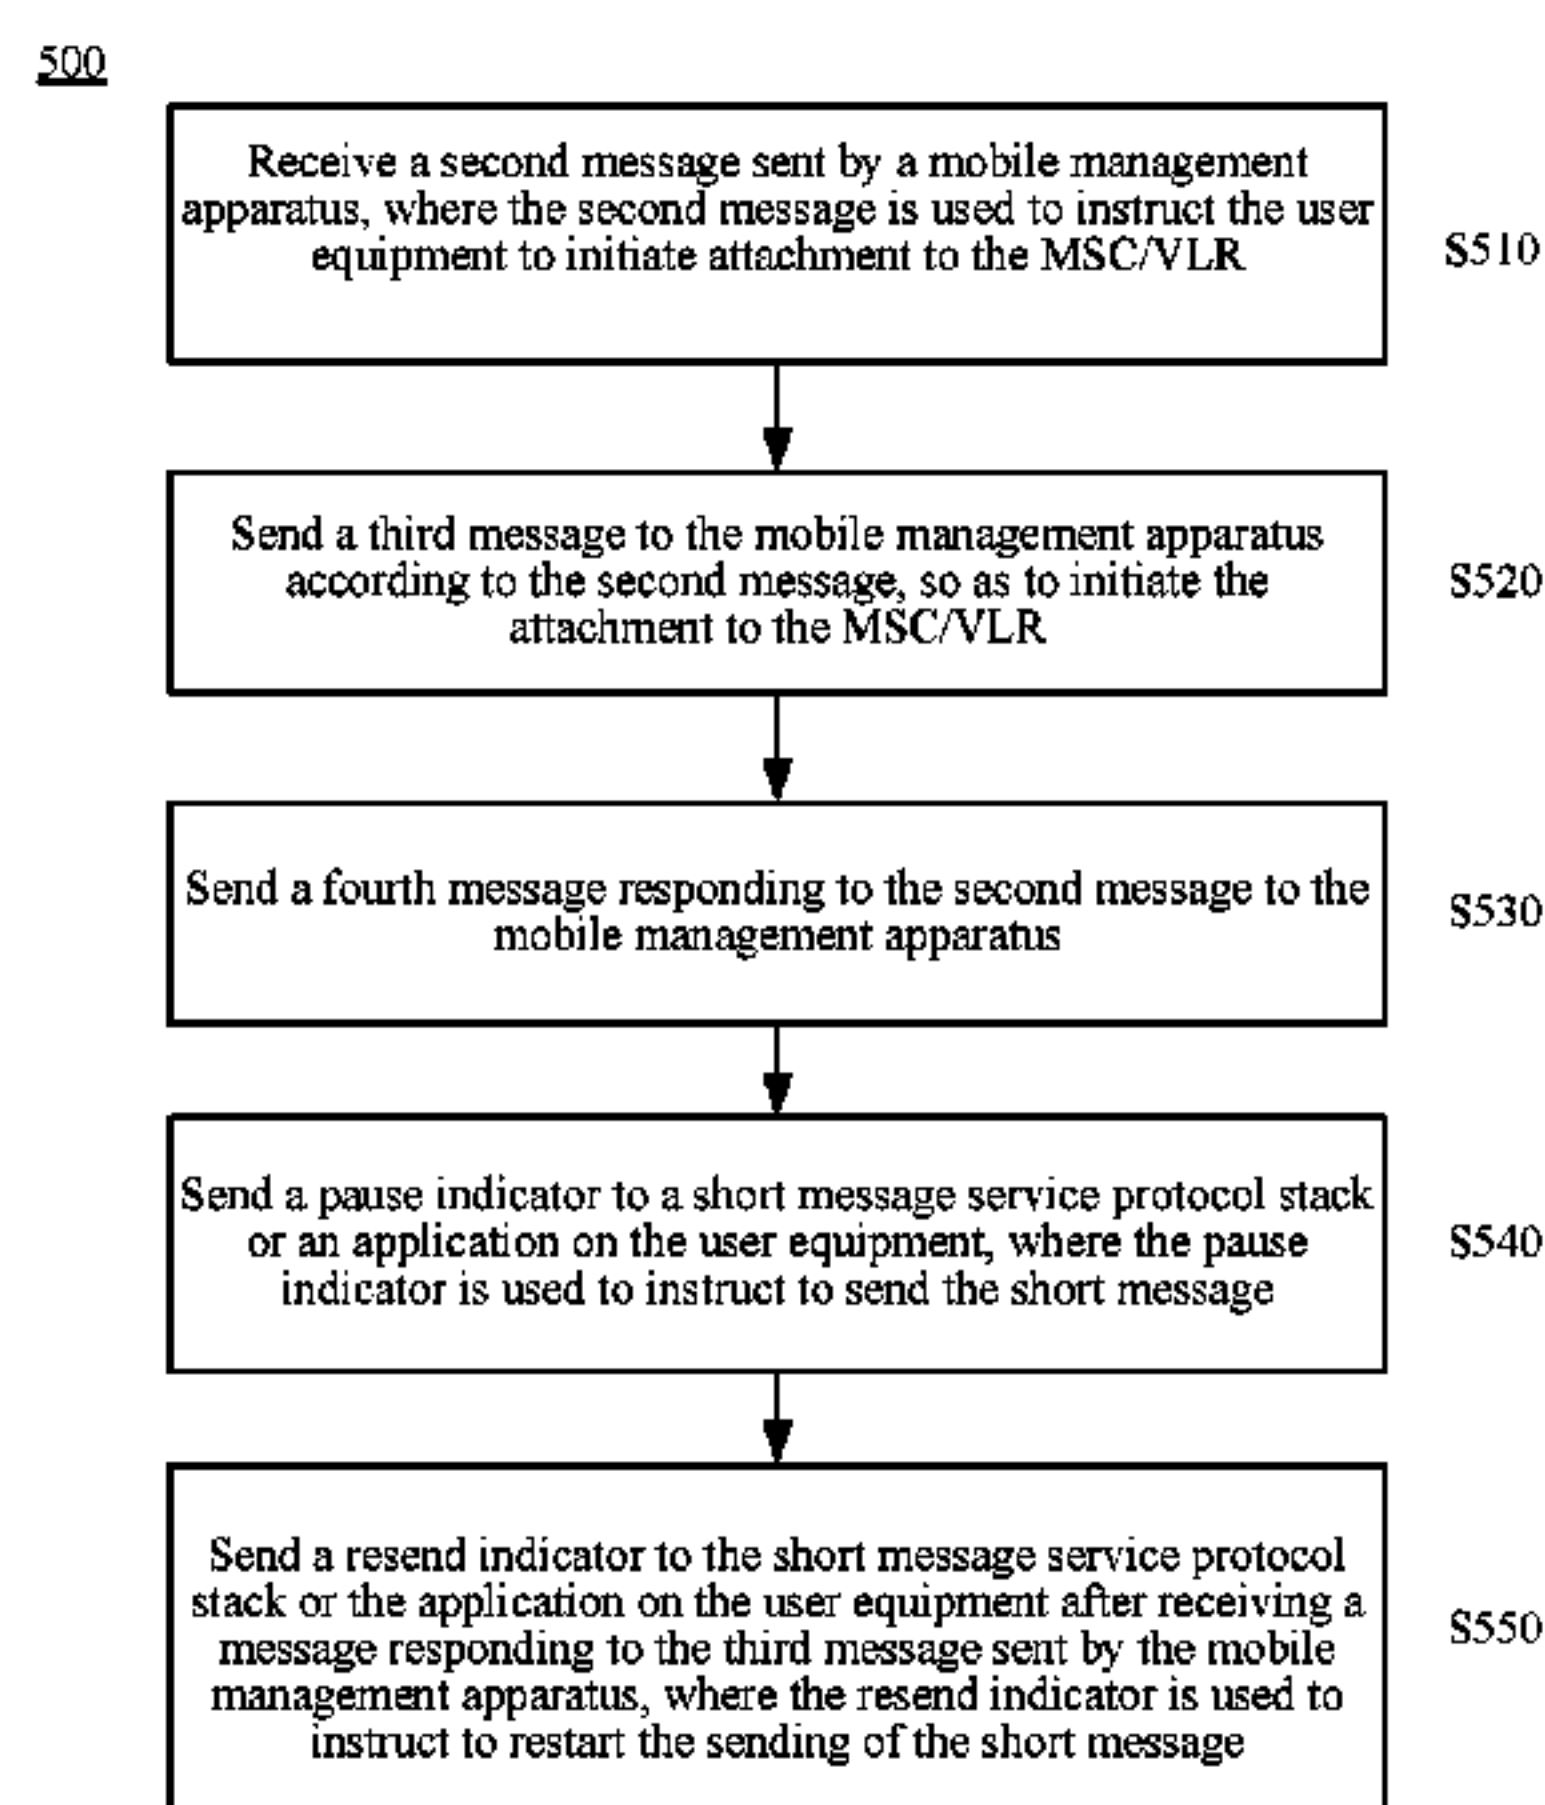 500
Receive a second message sent by a mobile management
apparatus, where the second message is used to instruct the user
equipment to initiate attachment to the MSC/VLR
S510
Send a third message to the mobile management apparatus
according to the second message, so as to initiate the
attachment to the MSC/VLR
S520
Send a fourth message responding to the second message to the
mobile management apparatus
S530
Send a pause indicator to a short message service protocol stack
or an application on the user equipment, where the pause
indicator is used to instruct to send the short message
S540
Send a resend indicator to the short message service protocol
stack or the application on the user equipment after receiving a
message responding to the third message sent by the mobile
management apparatus, where the resend indicator is used to
instruct to restart the sending of the short message
S550